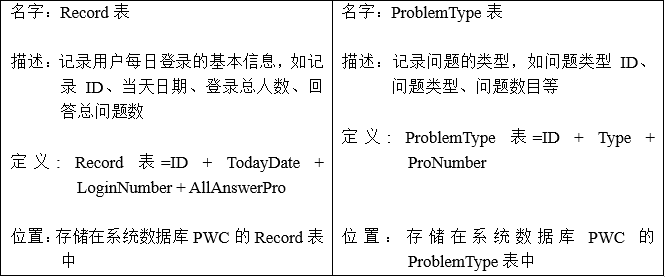 名字：Record 表
描述：记录用户每日登录的基本信息，如记
录 ID、当天日期、登录总人数、回
答总问题数
定义：Record 表=ID + TodayDate +
LoginNumber + AllAnswerPro
位置：存储在系统数据库 PWC 的 Record 表
中
名字：ProblemType 表
描述：记录问题的类型，如问题类型 ID、
问题类型、问题数目等
定义：ProblemType 表=ID + Type +
ProNumber
位置：存储在系统数据库 PWC 的
ProblemType 表中